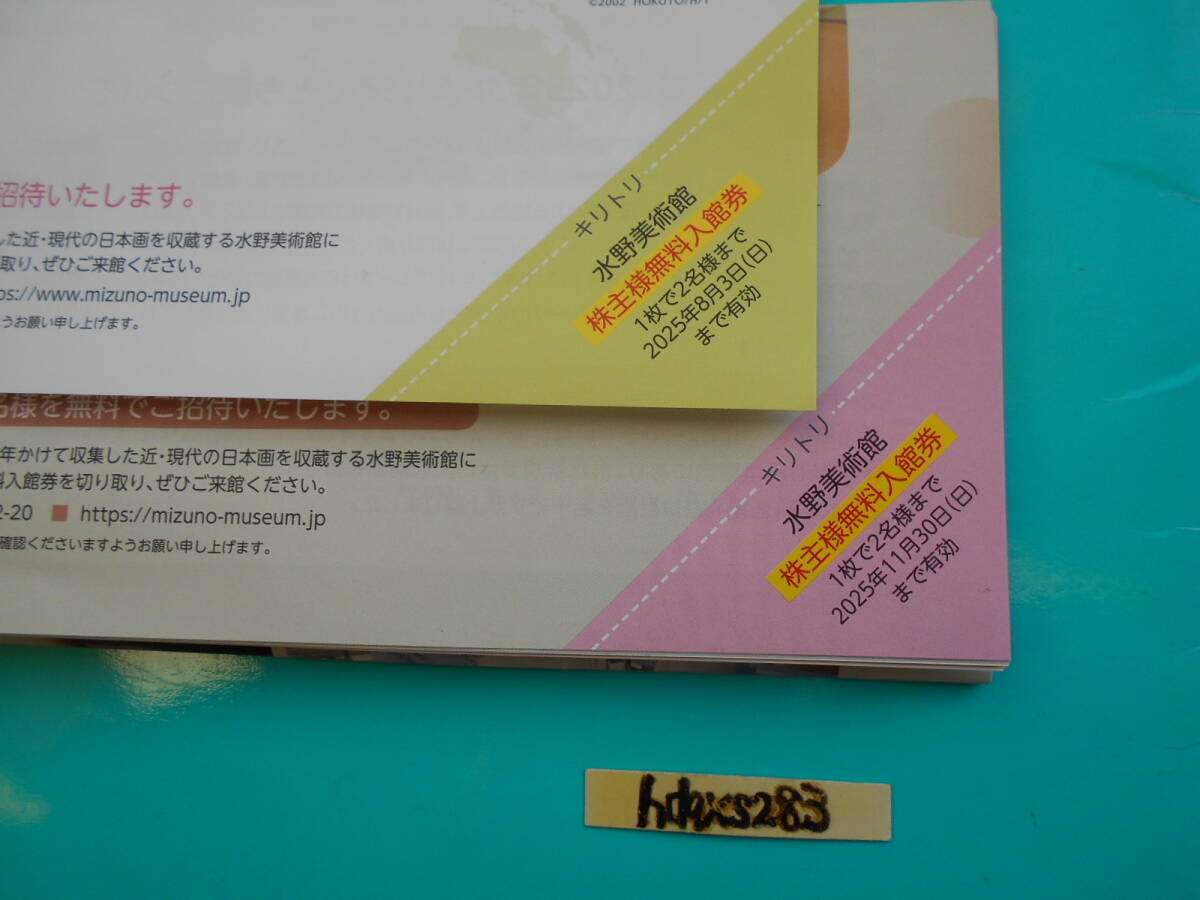 ©2002 HOKUTO/H/T
招待いたします。
した近・現代の日本画を収蔵する水野美術館に
取り、ぜひご来館ください。
ps://www.mizuno-museum.jp
ようお願い申し上げます。
キリトリ
水野美術館
株主様無料入館券
1枚で2名様まで
2025年8月3日(日)
まで有効
名様を無料でご招待いたします。
年かけて収集した近・現代の日本画を収蔵する水野美術館に
料入館券を切り取り、ぜひご来館ください。
2-20 ■ https://mizuno-museum.jp
確認くださいますようお願い申し上げます。
キリトリ
水野美術館
株主様無料入館券
1枚で2名様まで
2025年11月30日(日)
まで有効